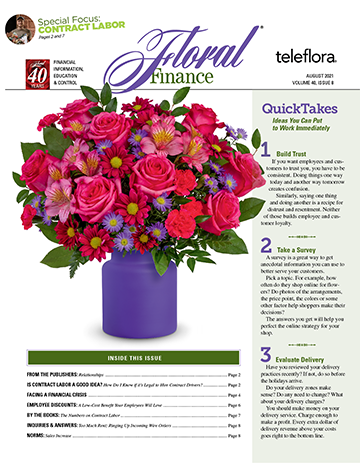 Special Focus:
CONTRACT LABOR
Pages 2 and 7
Floral
Finance
®
teleflora
40
YEARS
FINANCIAL
INFORMATION,
EDUCATION
& CONTROL
AUGUST 2021
VOLUME 40, ISSUE 8
QuickTakes
Ideas You Can Put
to Work Immediately
1 Build Trust
If you want employees and cus-
tomers to trust you, you have to be
consistent. Doing things one way
today and another way tomorrow
creates confusion.
Similarly, saying one thing
and doing another is a recipe for
distrust and resentment. Neither
of those builds employee and cus-
tomer loyalty.
2 Take a Survey
A survey is a great way to get
anecdotal information you can use to
better serve your customers.
Pick a topic. For example, how
often do they shop online for flow-
ers? Do photos of the arrangements,
the price point, the colors or some
other factor help shoppers make their
decisions?
The answers you get will help you
perfect the online strategy for your
shop.
3 Evaluate Delivery
Have you reviewed your delivery
practices recently? If not, do so before
the holidays arrive.
Do your delivery zones make
sense? Do any need to change? What
about your delivery charges?
You should make money on your
delivery service. Charge enough to
make a profit. Every extra dollar of
delivery revenue above your costs
goes right to the bottom line.
INSIDE THIS ISSUE
FROM THE PUBLISHERS: Relationships Page 2
IS CONTRACT LABOR A GOOD IDEA? How Do I Know if it's Legal to Hire Contract Drivers? Page 2
FACING A FINANCIAL CRISIS Page 4
EMPLOYEE DISCOUNTS: A Low-Cost Benefit Your Employees Will Love Page 6
BY THE BOOKS: The Numbers on Contract Labor Page 7
INQUIRIES & ANSWERS: Too Much Rent; Ringing Up Incoming Wire Orders Page 8
NORMS: Sales Increase Page 8